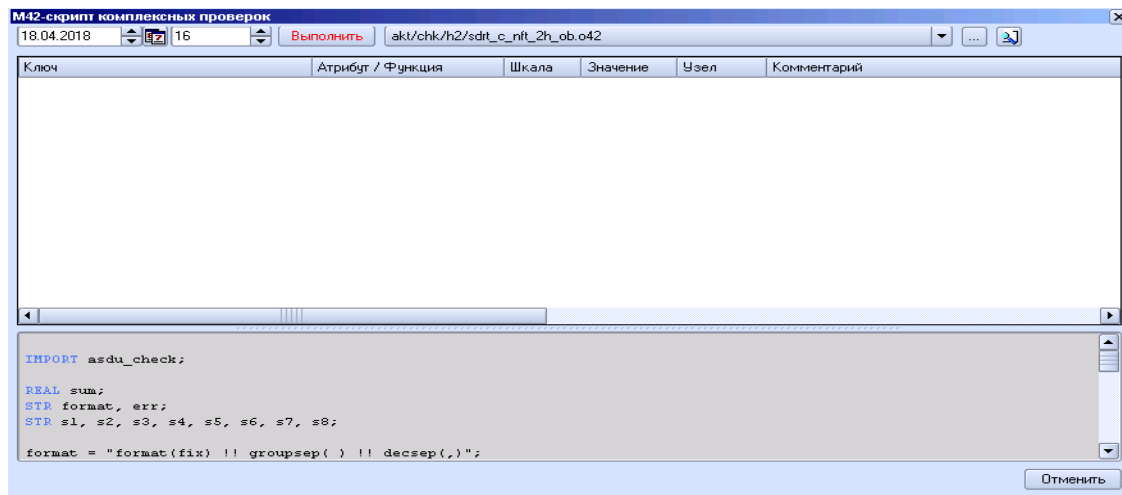 М42-скрипт комплексных проверок
18.04.2018 16 Выполнить akt/chk/h2/sdrt_c_nft_2h_ob.o42 ...
Ключ Атрибут / Функция Шкала Значение Узел Комментарий
IMPORT asdu_check;
REAL sum;
STR format, err;
STR s1, s2, s3, s4, s5, s6, s7, s8;
format = "format(fix) !! groupsep( ) !! decsep(,)";
Отменить